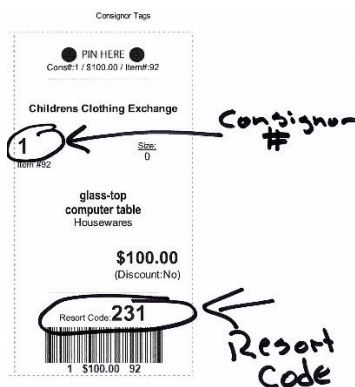 Consignor Tags
PIN HERE
Cons#:1 / $100.00 / Item#:92
Childrens Clothing Exchange
Consignor
#
1
Size:
0
Item #92
glass-top
computer table
Housewares
$100.00
(Discount:No)
Resort Code:231
Resort
Code
1 $100.00 92